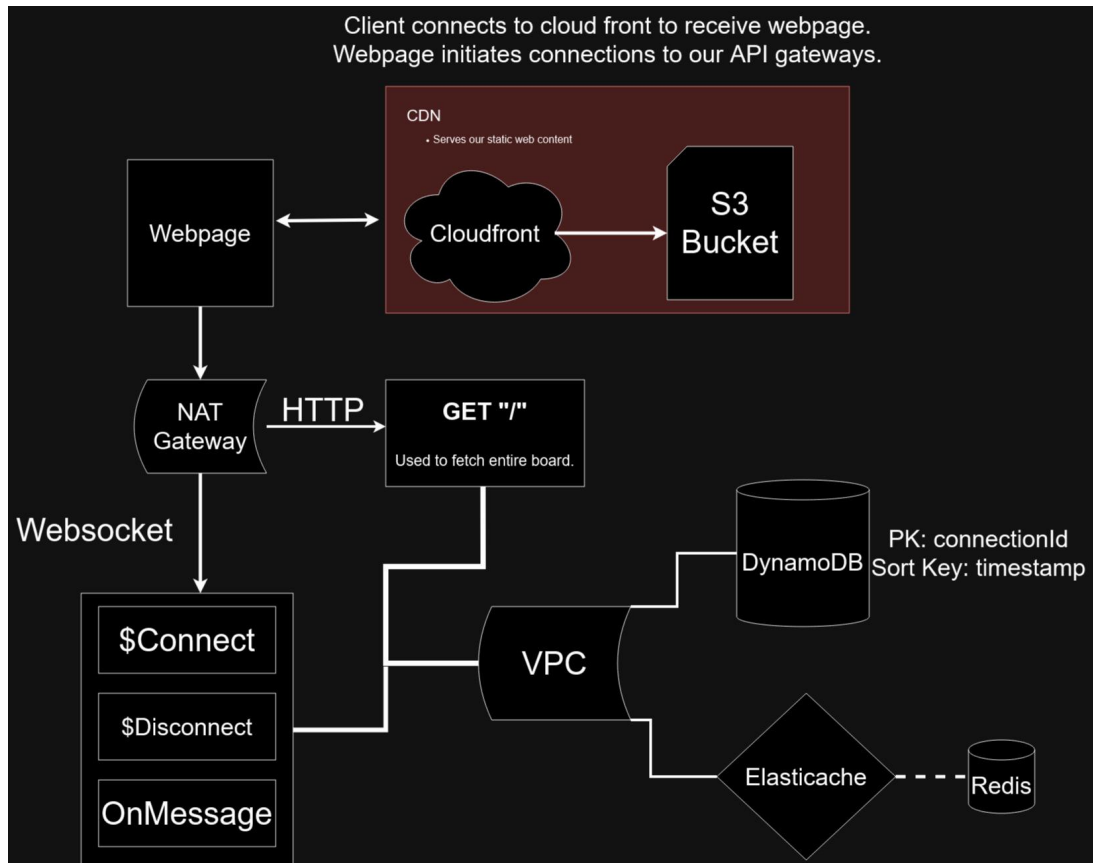 Client connects to cloud front to receive webpage.
Webpage initiates connections to our API gateways.
CDN
• Serves our static web content
Webpage
Cloudfront
S3
Bucket
NAT
Gateway
HTTP
GET "/"
Used to fetch entire board.
Websocket
$Connect
$Disconnect
OnMessage
VPC
DynamoDB
PK: connectionId
Sort Key: timestamp
Elasticache
Redis